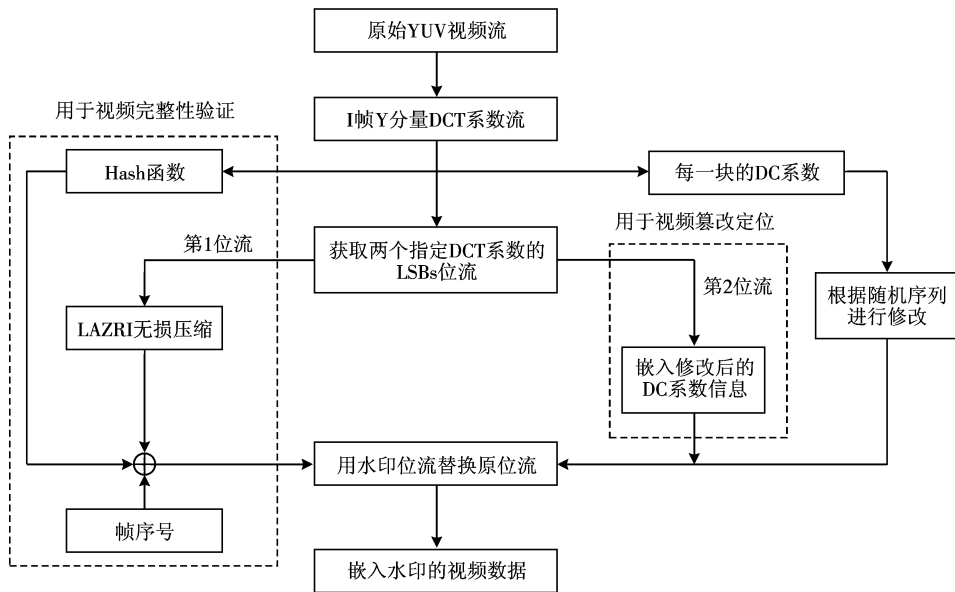 原始YUV视频流
用于视频完整性验证
I帧Y分量DCT系数流
Hash函数
每一块的DC系数
用于视频篡改定位
第1位流
获取两个指定DCT系数的
LSBs位流
第2位流
根据随机序列
进行修改
LAZRI无损压缩
嵌入修改后的
DC系数信息
用水印位流替换原位流
帧序号
嵌入水印的视频数据